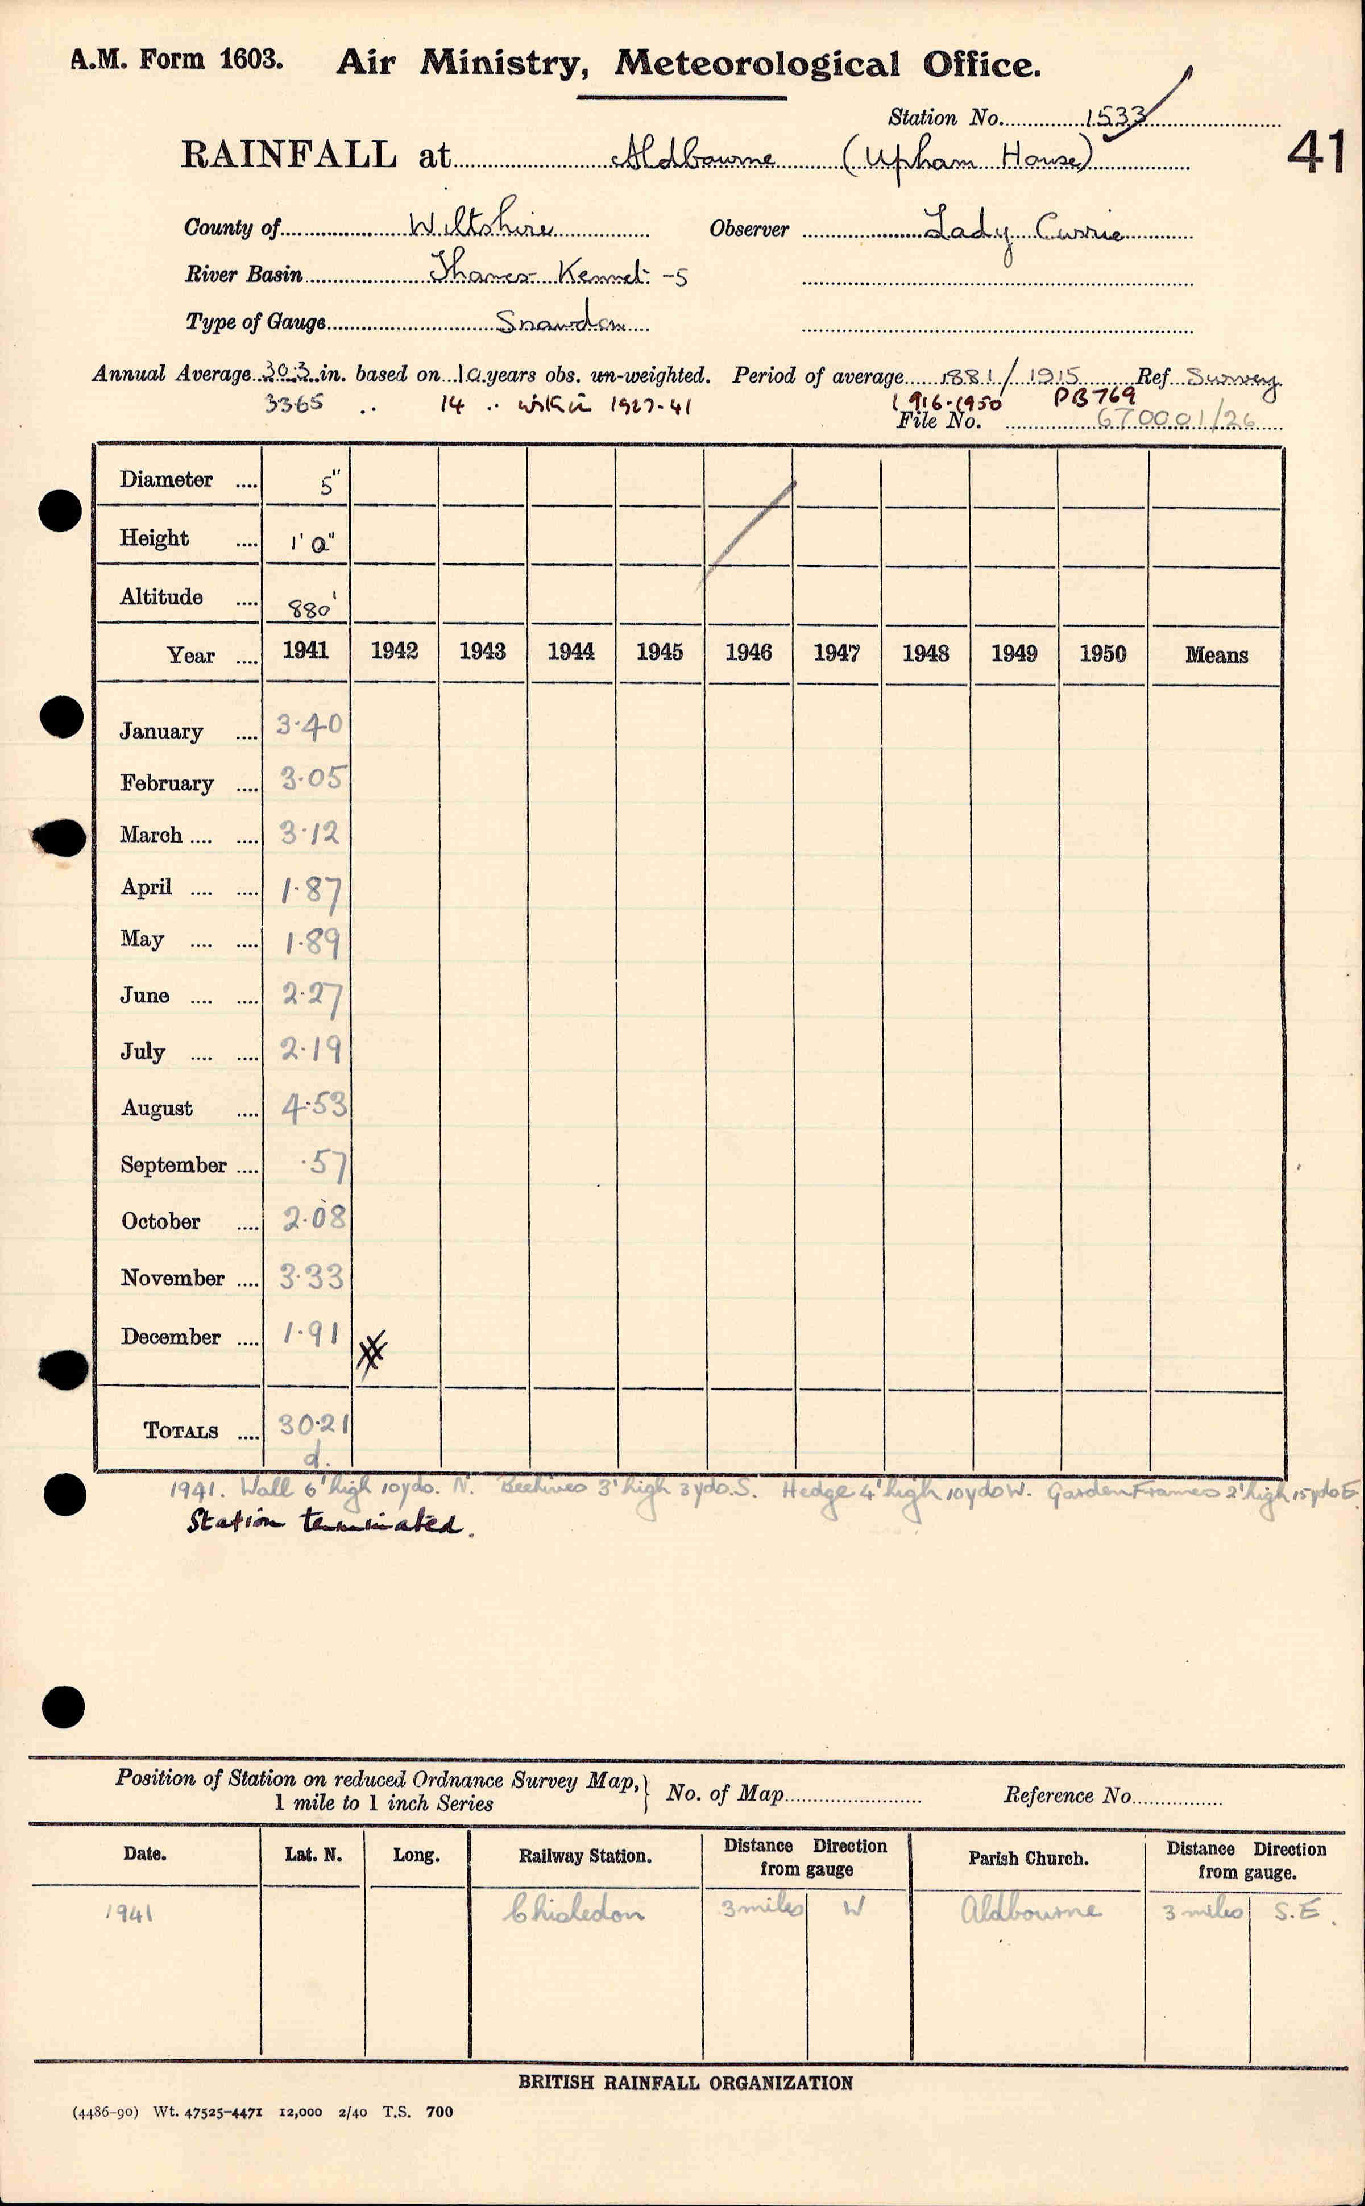 A.M. Form 1603. Air Ministry, Meteorological Office.
Station No. 1533
RAINFALL at Aldbourne (Upham House)
41
County of Wiltshire Observer Lady Currie
River Basin Thames-Kennet -5
Type of Gauge Snowdon
Annual Average 30.3 in. based on 10 years obs. un-weighted. Period of average 1881/1915 Ref Survey
3365 .. 14 .. 1927-41 1916-1950 PB769
File No. 670001/26
Diameter .... 5"
Height .... 1' 0"
Altitude .... 880'
Year .... 1941 1942 1943 1944 1945 1946 1947 1948 1949 1950 Means
January .... 3.40
February .... 3.05
March .... .... 3.12
April .... .... 1.87
May .... .... 1.89
June .... .... 2.27
July .... .... 2.19
August .... 4.53
September .... .57
October .... 2.08
November .... 3.33
December .... 1.91
TOTALS .... 30.21
d.
1941. Wall 6' high 10yds. N. Beehives 3' high 3yds. S. Hedge 4' high 10yds W. Garden Frames 2' high 15yds E.
Station terminated.
Position of Station on reduced Ordnance Survey Map, } No. of Map Reference No.
1 mile to 1 inch Series
Date. Lat. N. Long. Railway Station. Distance Direction from gauge Parish Church. Distance Direction from gauge.
1941 Chisledon 3 miles W Aldbourne 3 miles S.E.
BRITISH RAINFALL ORGANIZATION
(4486-90) Wt. 47525-4471 12,000 2/40 T.S. 700